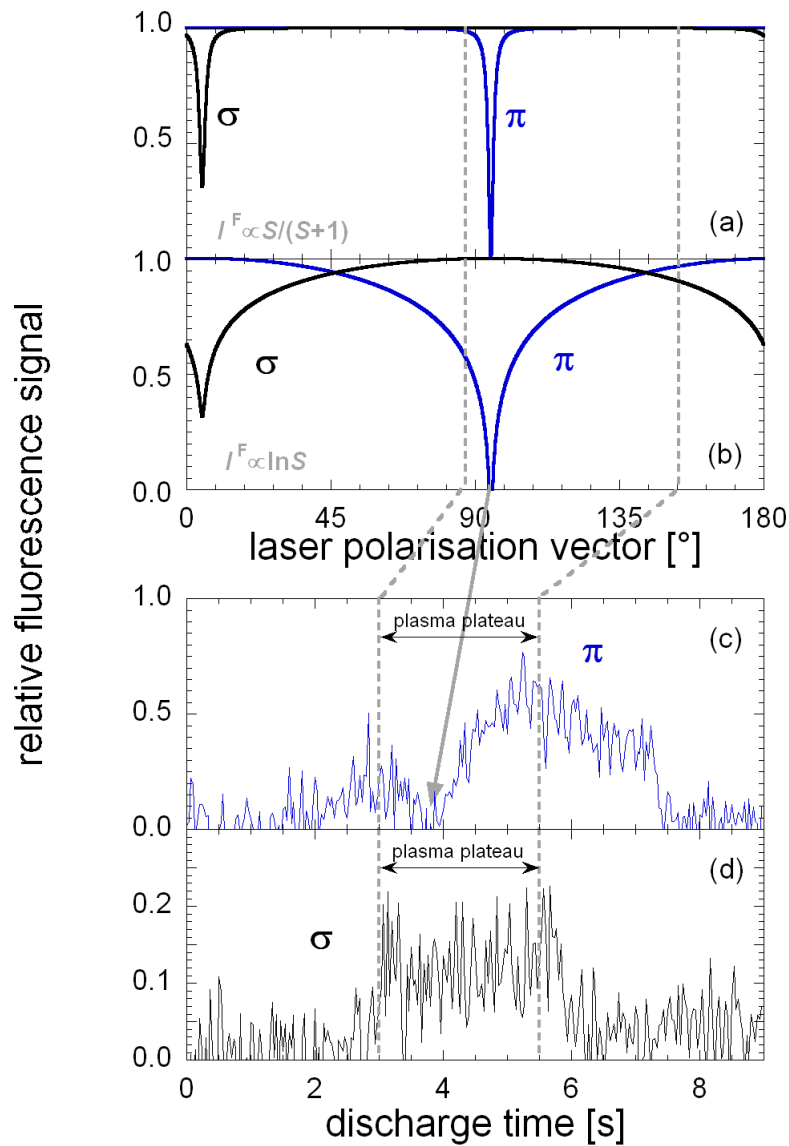 relative fluorescence signal
1.0
0.5
σ
π
I F ∝S/(S+1)
(a)
1.0
0.5
0.0
σ
π
I F ∝lnS
(b)
0 45 90 135 180
laser polarisation vector [°]
1.0
0.5
0.0
plasma plateau
π
(c)
0.2
0.1
0.0
plasma plateau
σ
(d)
0 2 4 6 8
discharge time [s]